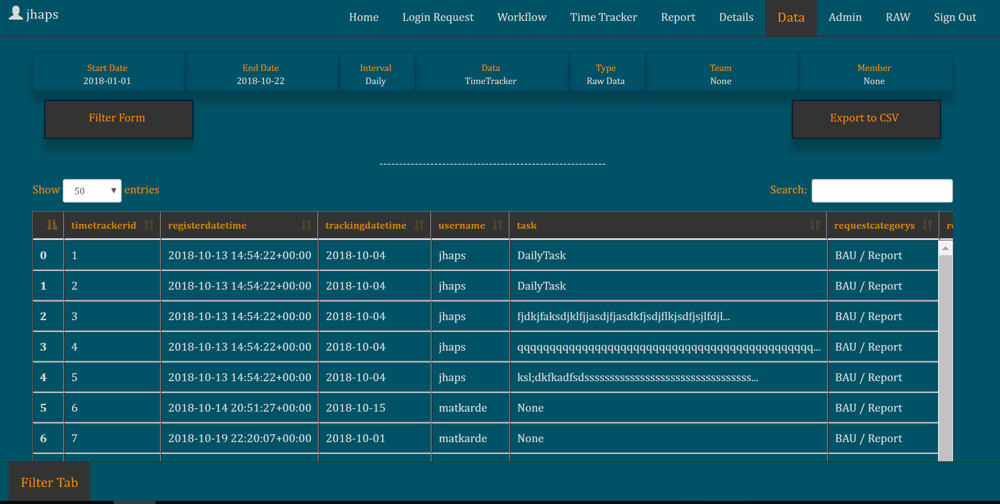 jhaps
Home Login Request Workflow Time Tracker Report Details Data Admin RAW Sign Out
Start Date End Date Interval Data Type Team Member
2018-01-01 2018-10-22 Daily TimeTracker Raw Data None None
Filter Form Export to CSV
--------------------------------------------------------
Show 50 entries Search:
timetrackerid registerdatetime trackingdatetime username task requestcategorys
0 1 2018-10-13 14:54:22+00:00 2018-10-04 jhaps DailyTask BAU / Report
1 2 2018-10-13 14:54:22+00:00 2018-10-04 jhaps DailyTask BAU / Report
2 3 2018-10-13 14:54:22+00:00 2018-10-04 jhaps fjdkjfaksdjklfjjasdjfjasdkfjsdjflkjsdfjsjlfdjl... BAU / Report
3 4 2018-10-13 14:54:22+00:00 2018-10-04 jhaps qqqqqqqqqqqqqqqqqqqqqqqqqqqqqqqqqqqqqqqqqqqqqqq... BAU / Report
4 5 2018-10-13 14:54:22+00:00 2018-10-04 jhaps ksl;dkfkadfsdssssssssssssssssssssssssssssssssss... BAU / Report
5 6 2018-10-14 20:51:27+00:00 2018-10-15 matkarde None BAU / Report
6 7 2018-10-19 22:20:07+00:00 2018-10-01 matkarde None BAU / Report
Filter Tab